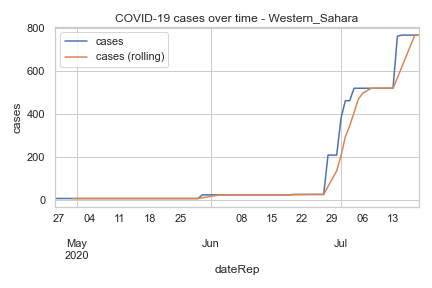 COVID-19 cases over time - Western_Sahara
cases
cases (rolling)
800
600
400
200
0
cases
27 04 11 18 25 08 15 22 29 06 13
May Jun Jul
2020
dateRep